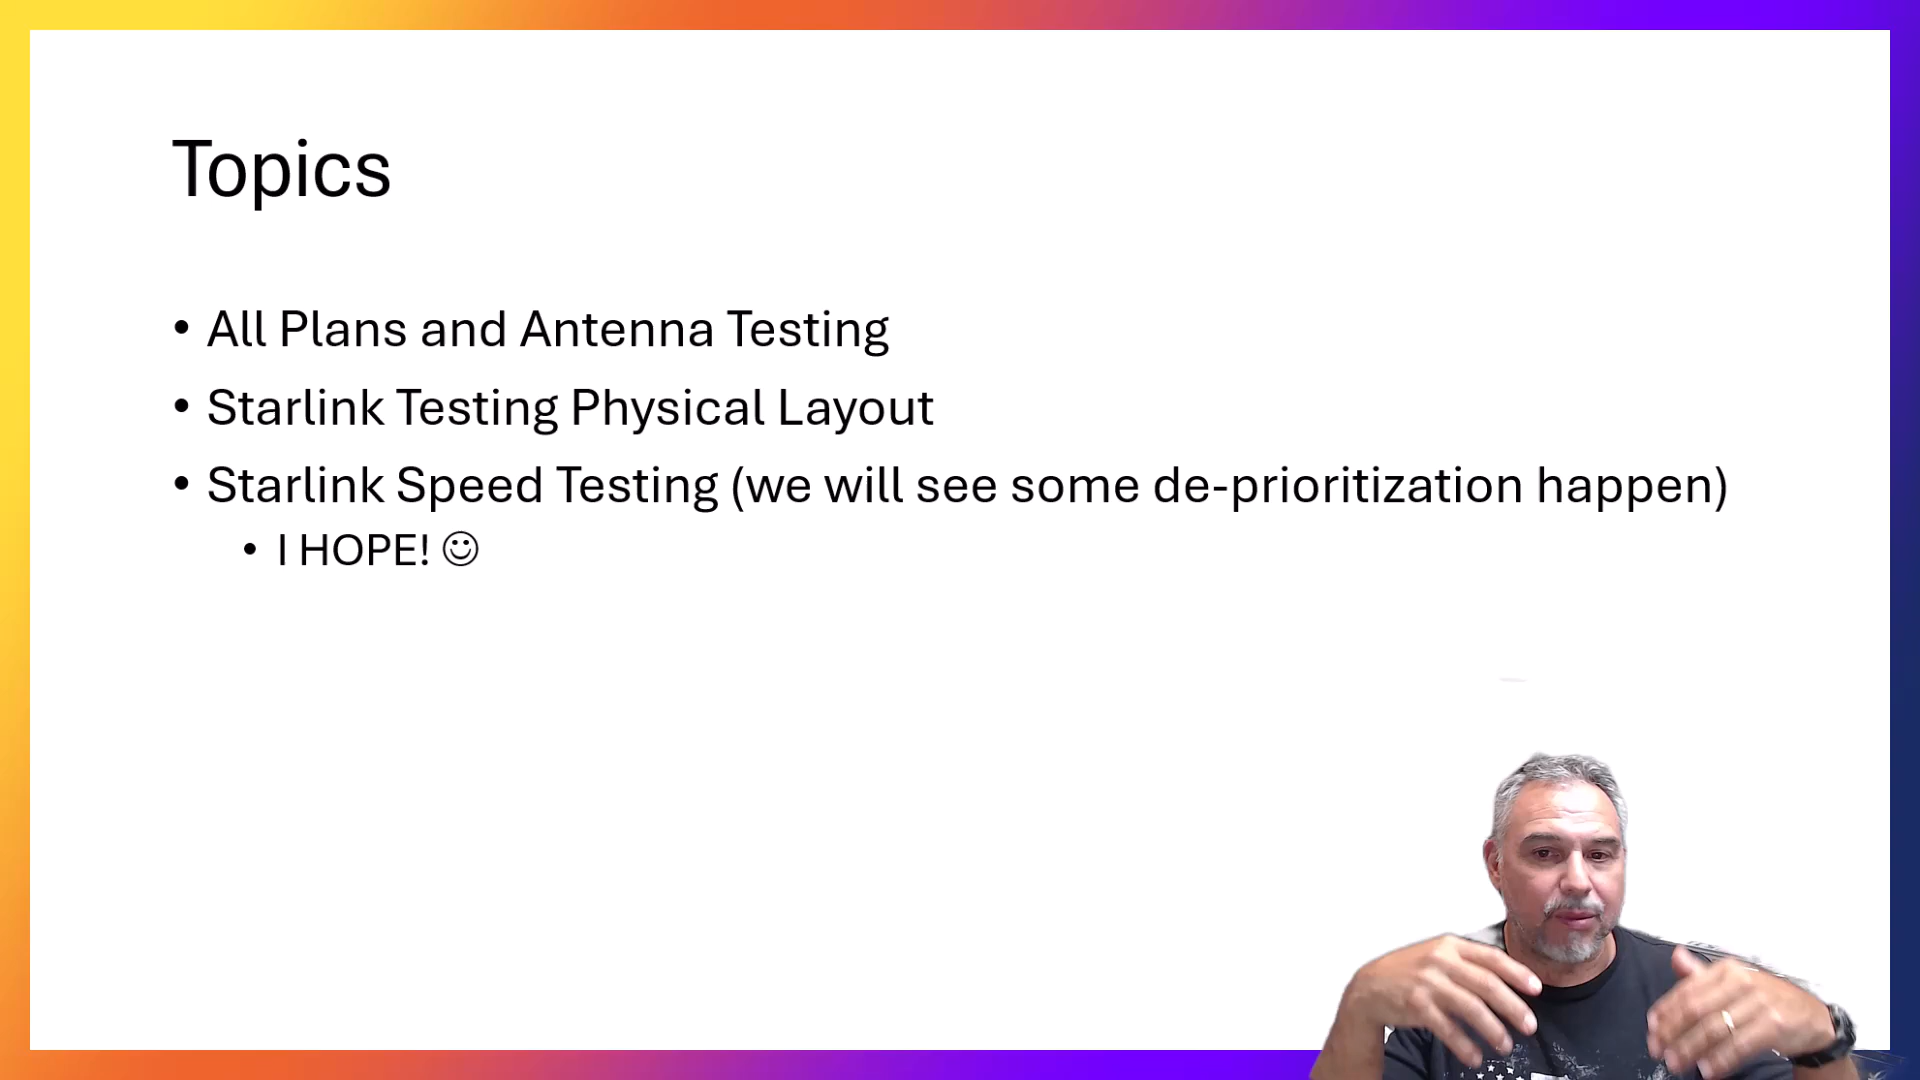 Topics
• All Plans and Antenna Testing
• Starlink Testing Physical Layout
• Starlink Speed Testing (we will see some de-prioritization happen)
• I HOPE! ☺